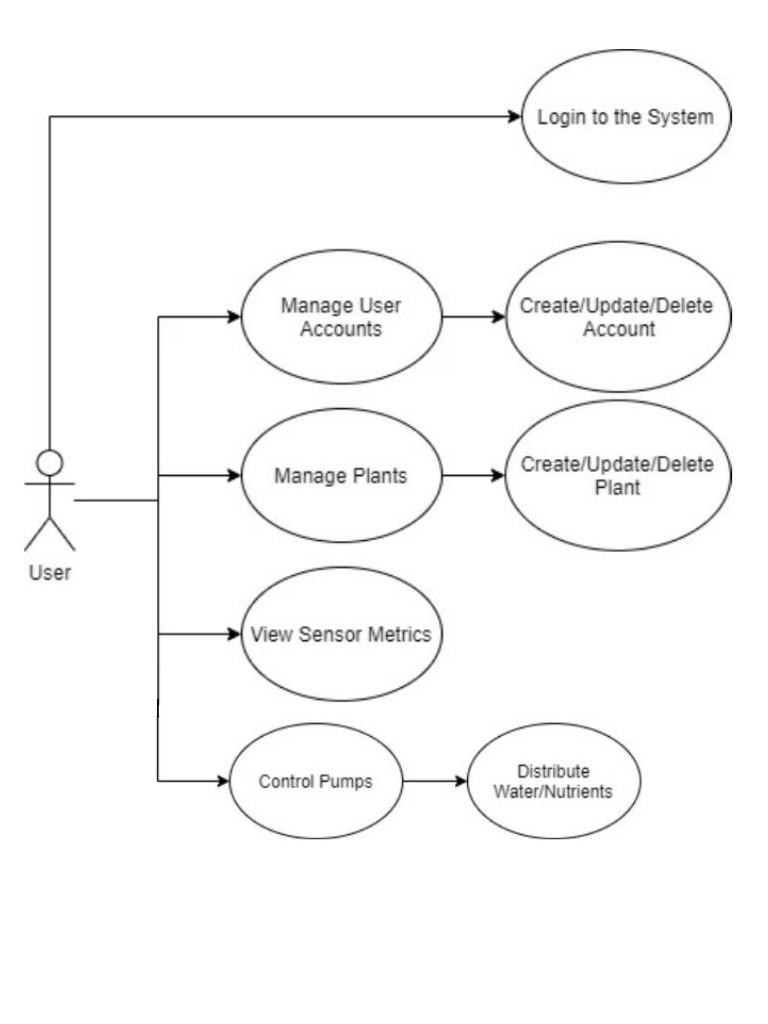 Login to the System
Manage User
Accounts
Create/Update/Delete
Account
Manage Plants
Create/Update/Delete
Plant
User
View Sensor Metrics
Control Pumps
Distribute
Water/Nutrients